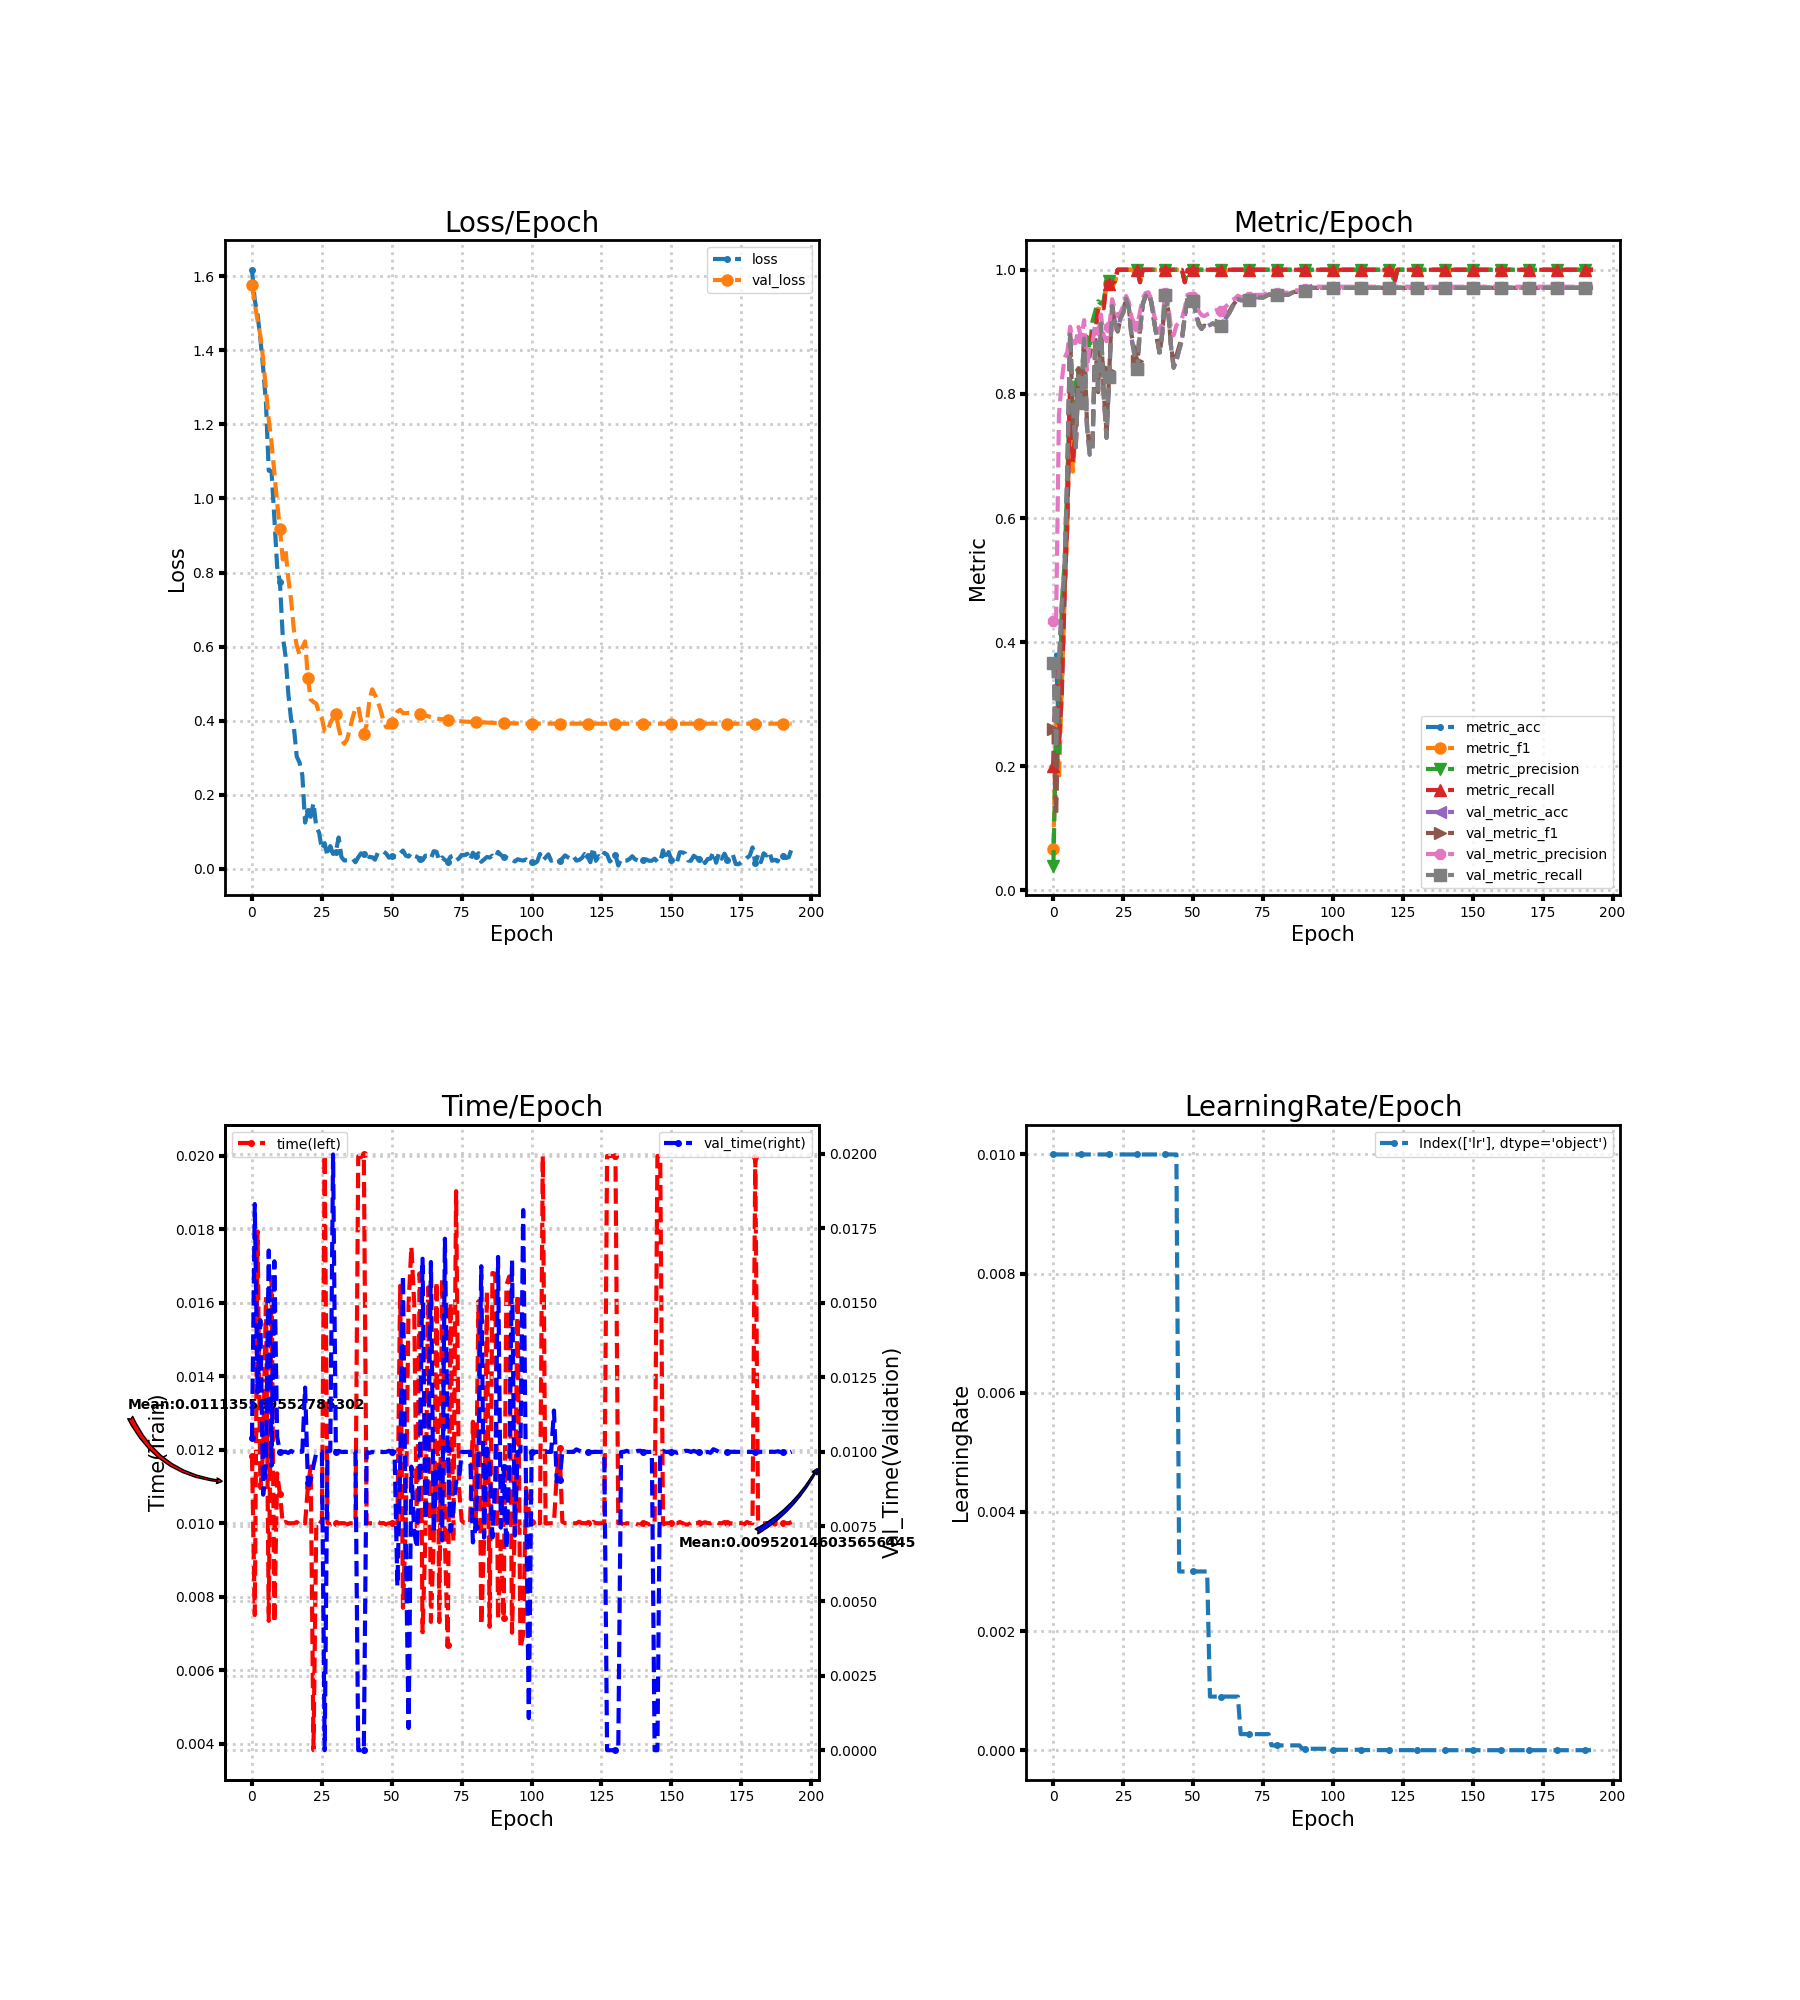 Loss/Epoch
loss
val_loss
1.6
1.4
1.2
1.0
0.8
0.6
0.4
0.2
0.0
Loss
0 25 50 75 100 125 150 175 200
Epoch
Metric/Epoch
1.0
0.8
0.6
0.4
0.2
0.0
Metric
metric_acc
metric_f1
metric_precision
metric_recall
val_metric_acc
val_metric_f1
val_metric_precision
val_metric_recall
0 25 50 75 100 125 150 175 200
Epoch
Time/Epoch
time(left)
val_time(right)
0.020
0.018
0.016
0.014
0.012
0.010
0.008
0.006
0.004
Time(Train)
0.0200
0.0175
0.0150
0.0125
0.0100
0.0075
0.0050
0.0025
0.0000
Val_Time(Validation)
Mean:0.009520146035656445
0 25 50 75 100 125 150 175 200
Epoch
LearningRate/Epoch
Index(['lr'], dtype='object')
0.010
0.008
0.006
0.004
0.002
0.000
LearningRate
0 25 50 75 100 125 150 175 200
Epoch